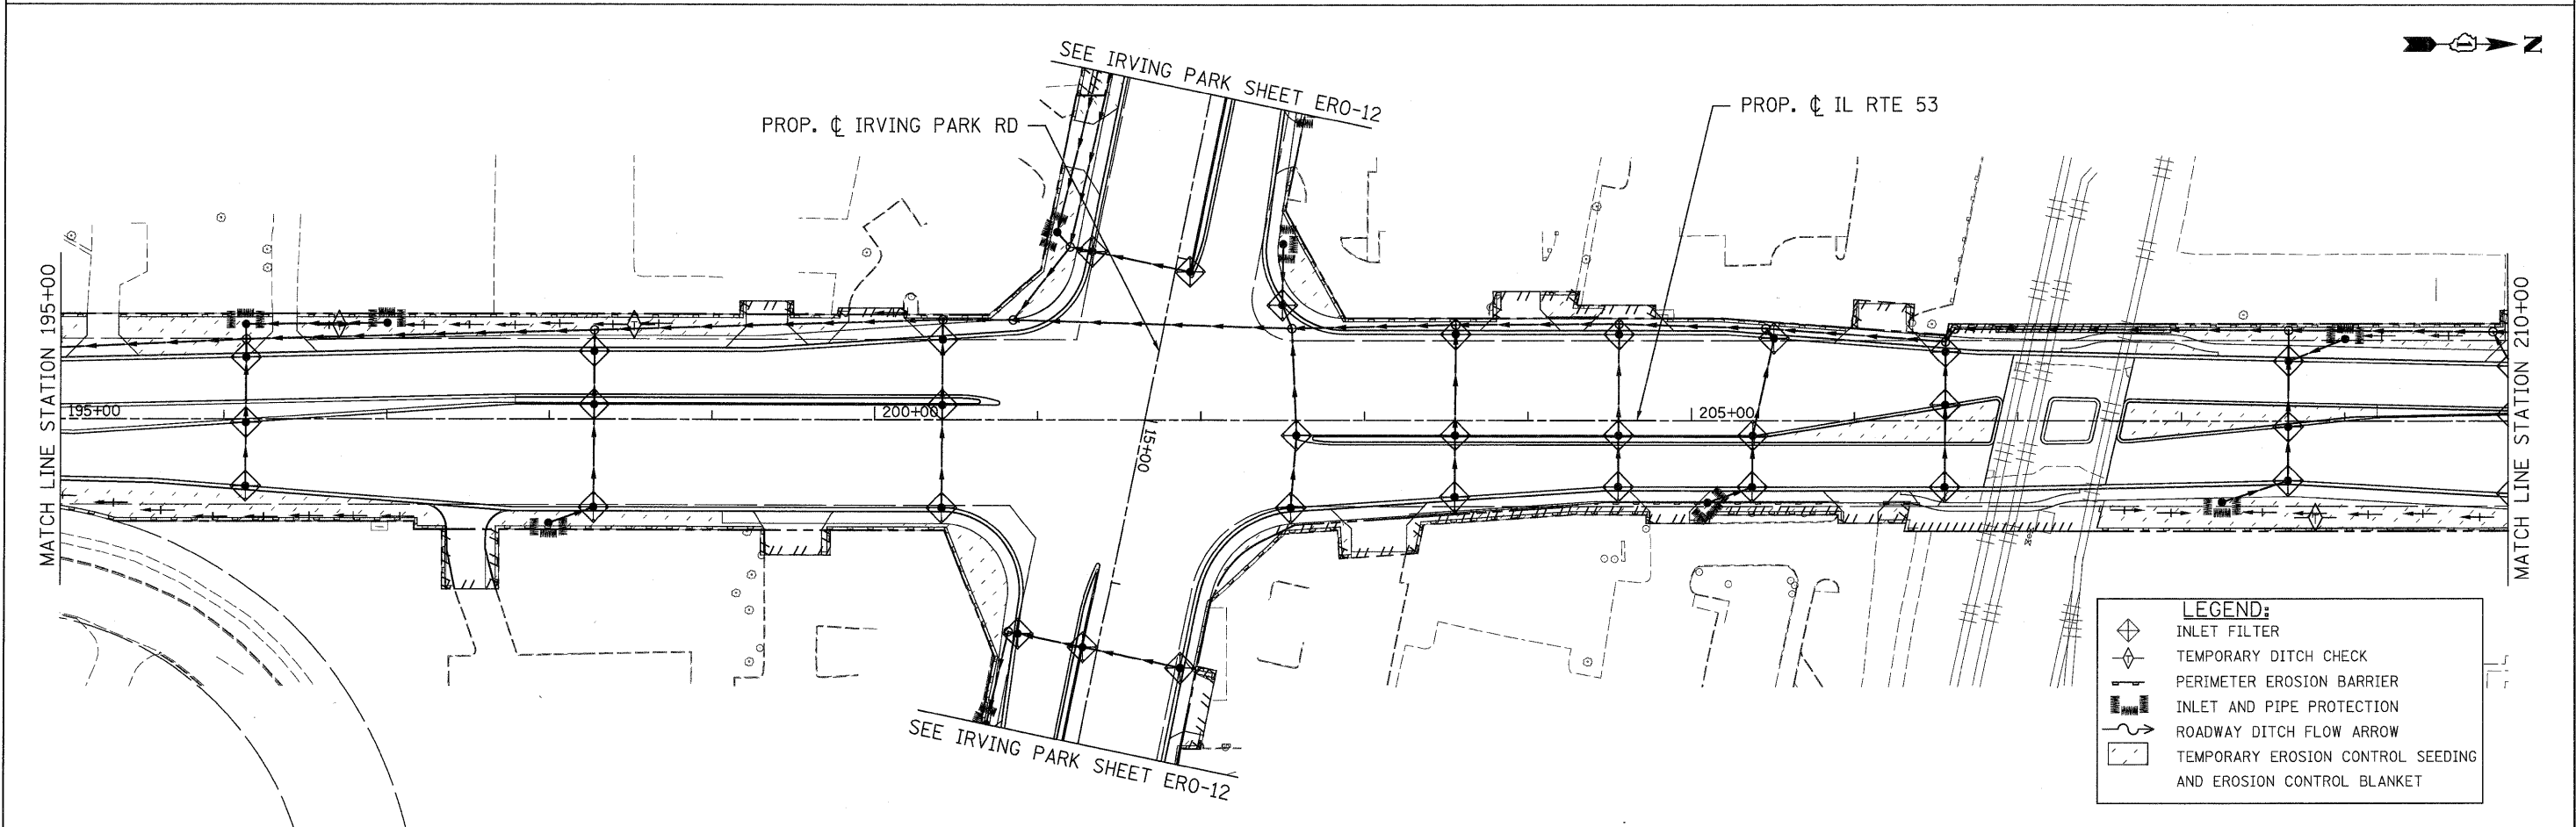 N
SEE IRVING PARK SHEET ERO-12
PROP. ℄ IRVING PARK RD
PROP. ℄ IL RTE 53
MATCH LINE STATION 195+00
195+00
200+00
205+00
15+00
MATCH LINE STATION 210+00
SEE IRVING PARK SHEET ERO-12
LEGEND:
INLET FILTER
TEMPORARY DITCH CHECK
PERIMETER EROSION BARRIER
INLET AND PIPE PROTECTION
ROADWAY DITCH FLOW ARROW
TEMPORARY EROSION CONTROL SEEDING
AND EROSION CONTROL BLANKET